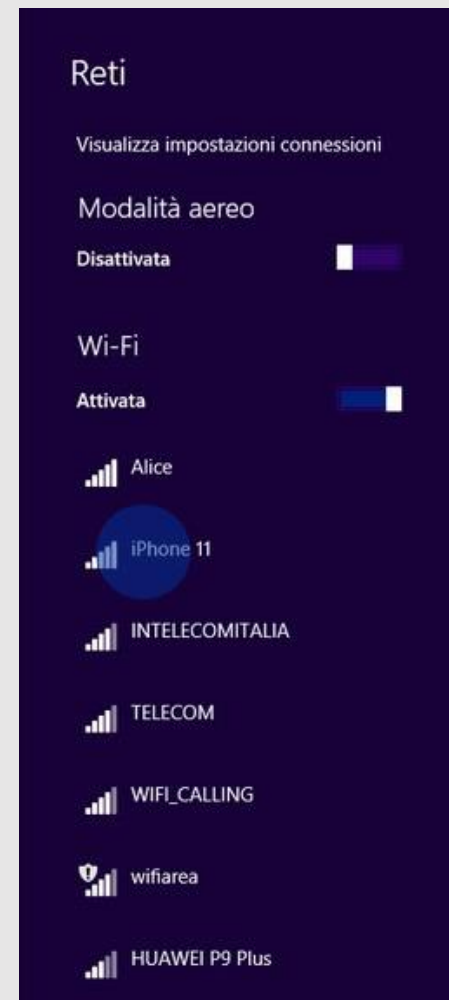 Reti
Visualizza impostazioni connessioni
Modalità aereo
Disattivata
Wi-Fi
Attivata
Alice
iPhone 11
INTELECOMITALIA
TELECOM
WIFI_CALLING
wifiarea
HUAWEI P9 Plus